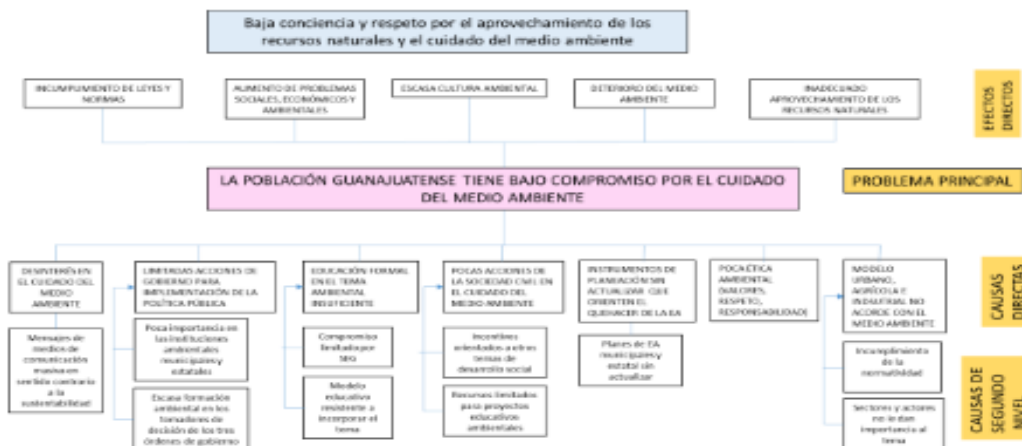 Baja conciencia y respeto por el aprovechamiento de los
recursos naturales y el cuidado del medio ambiente
INCUMPLIMIENTO DE LEYES Y
NORMAS
AUMENTO DE PROBLEMAS
SOCIALES, ECONÓMICOS Y
AMBIENTALES
ESCASA CULTURA AMBIENTAL
DETERIORO DEL MEDIO
AMBIENTE
INADECUADO
APROVECHAMIENTO DE LOS
RECURSOS NATURALES
EFECTOS
DIRECTOS
LA POBLACIÓN GUANAJUATENSE TIENE BAJO COMPROMISO POR EL CUIDADO
DEL MEDIO AMBIENTE
PROBLEMA PRINCIPAL
DESINTERÉS EN
EL CUIDADO DEL
MEDIO
AMBIENTE
LIMITADAS ACCIONES DE
GOBIERNO PARA
IMPLEMENTACIÓN DE LA
POLÍTICA PÚBLICA
EDUCACIÓN FORMAL
EN EL TEMA
AMBIENTAL
INSUFICIENTE
POCAS ACCIONES DE
LA SOCIEDAD CIVIL EN
EL CUIDADO DEL
MEDIO AMBIENTE
INSTRUMENTOS DE
PLANEACIÓN SIN
ACTUALIZAR QUE
ORIENTEN EL
QUEHACER DE LA EA
POCA ÉTICA
AMBIENTAL
(VALORES,
RESPETO,
RESPONSABILIDAD)
MODELO
URBANO,
AGRÍCOLA E
INDUSTRIAL NO
ACORDE CON EL
MEDIO AMBIENTE
CAUSAS
DIRECTAS
Mensajes de
medios de
comunicación
masiva en
sentido contrario
a la
sustentabilidad
Poca importancia en
las instituciones
ambientales
municipales y
estatales
Escasa formación
ambiental en los
tomadores de
decisión de los tres
órdenes de gobierno
Compromiso
limitado por
Modelo
educativo
resistente a
incorporar el
tema
Incentivos
orientados a otros
temas de
desarrollo social
Recursos limitados
para proyectos
educativos
ambientales
Planes de EA
municipales y
estatal sin
actualizar
Incumplimiento
de la
normatividad
Sectores y actores
no le dan
importancia al
tema
CAUSAS DE
SEGUNDO
NIVEL